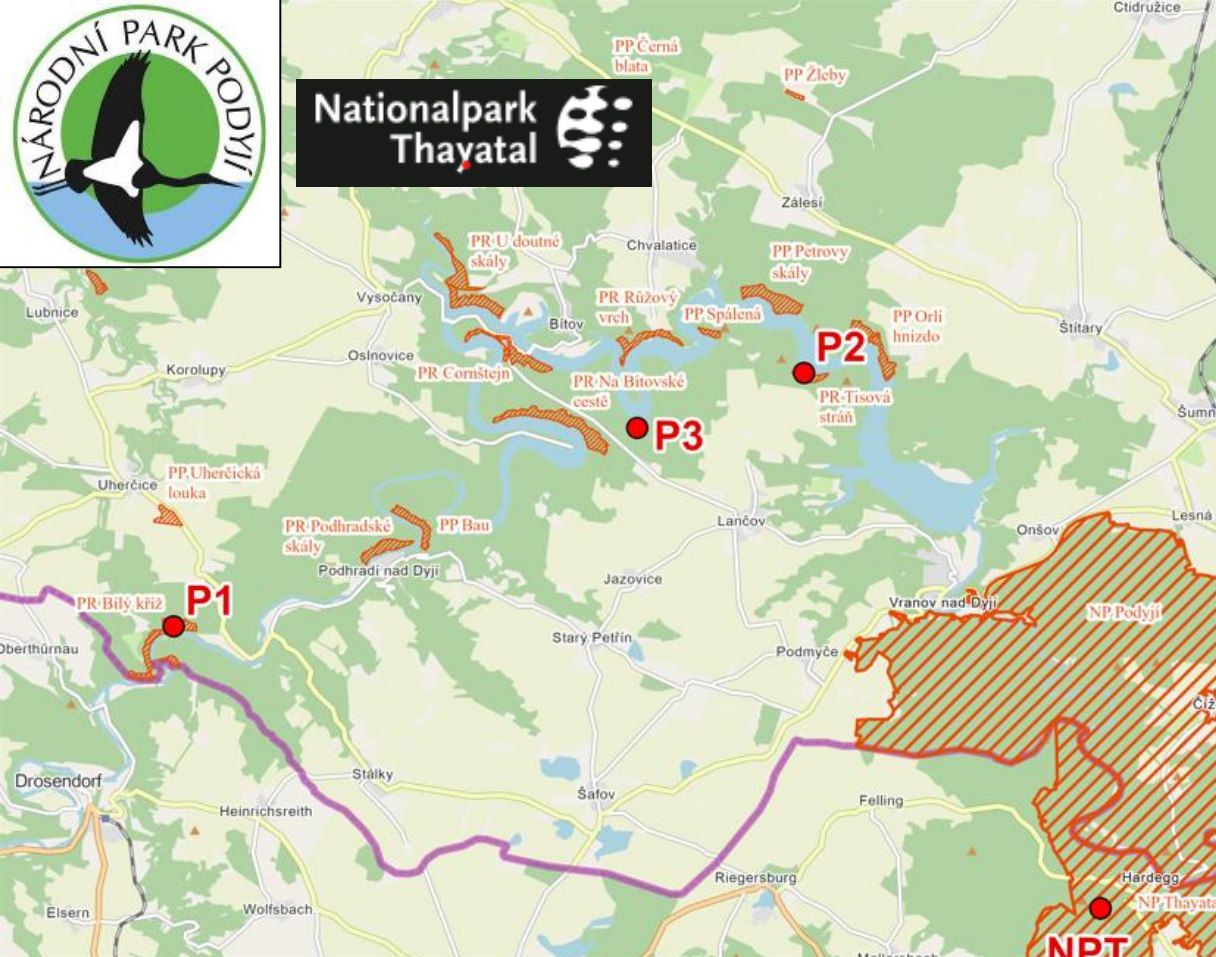 NÁRODNÍ PARK PODYJÍ
Nationalpark
Thayatal
Ctidružice
PP Černá
blata
PP Žleby
Zálesí
PR U doutné
skály
Chvalatice
PP Petrovy
skály
Vysočany
PR Růžový
vrch
PP Spálená
PP Orlí
hnízdo
Lubnice
Bítov
Štítary
Oslnovice
P2
Korolupy
PR Cornštejn
PR Na Bítovské
cestě
PR Tisová
stráň
Šumn
P3
PP Uherčická
louka
Uherčice
PR Podhradské
skály
PP Bau
Lančov
Lesná
Onšov
Podhradí nad Dyjí
Jazovice
P1
PR Bílý kříž
Vranov nad Dyjí
NP Podyjí
Oberthürnau
Starý Petřín
Podmyče
Číž
Drosendorf
Stálky
Šafov
Heinrichsreith
Felling
Riegersburg
Hardegg
NP Thayata
Elsern
Wolfsbach
NPT